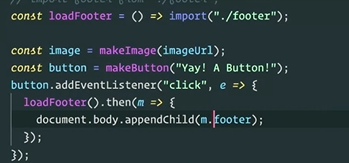 const loadFooter = () => import("./footer");
const image = makeImage(imageUrl);
const button = makeButton("Yay! A Button!");
button.addEventListener("click", e => {
loadFooter().then(m => {
document.body.appendChild(m.footer);
});
});